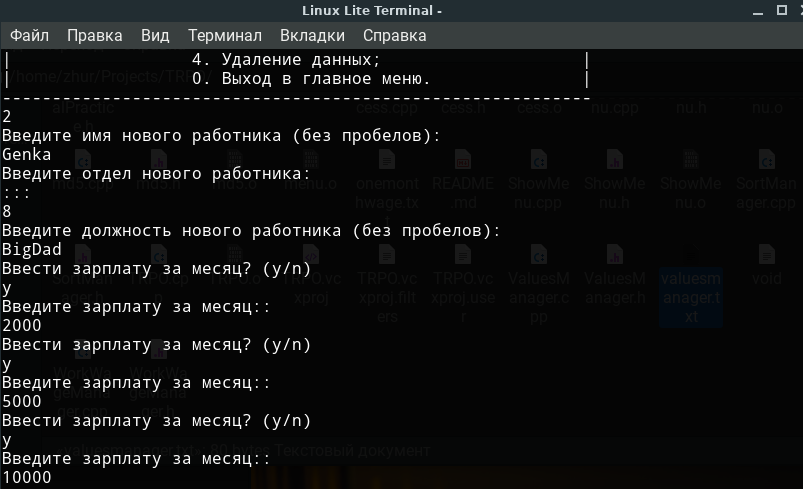 Linux Lite Terminal -
Файл Правка Вид Терминал Вкладки Справка
| 4. Удаление данных; |
| 0. Выход в главное меню. |
-----------------------------------------------------------
2
Введите имя нового работника (без пробелов):
Genka
Введите отдел нового работника:
:::
8
Введите должность нового работника (без пробелов):
BigDad
Ввести зарплату за месяц? (y/n)
y
Введите зарплату за месяц::
2000
Ввести зарплату за месяц? (y/n)
y
Введите зарплату за месяц::
5000
Ввести зарплату за месяц? (y/n)
y
Введите зарплату за месяц::
10000